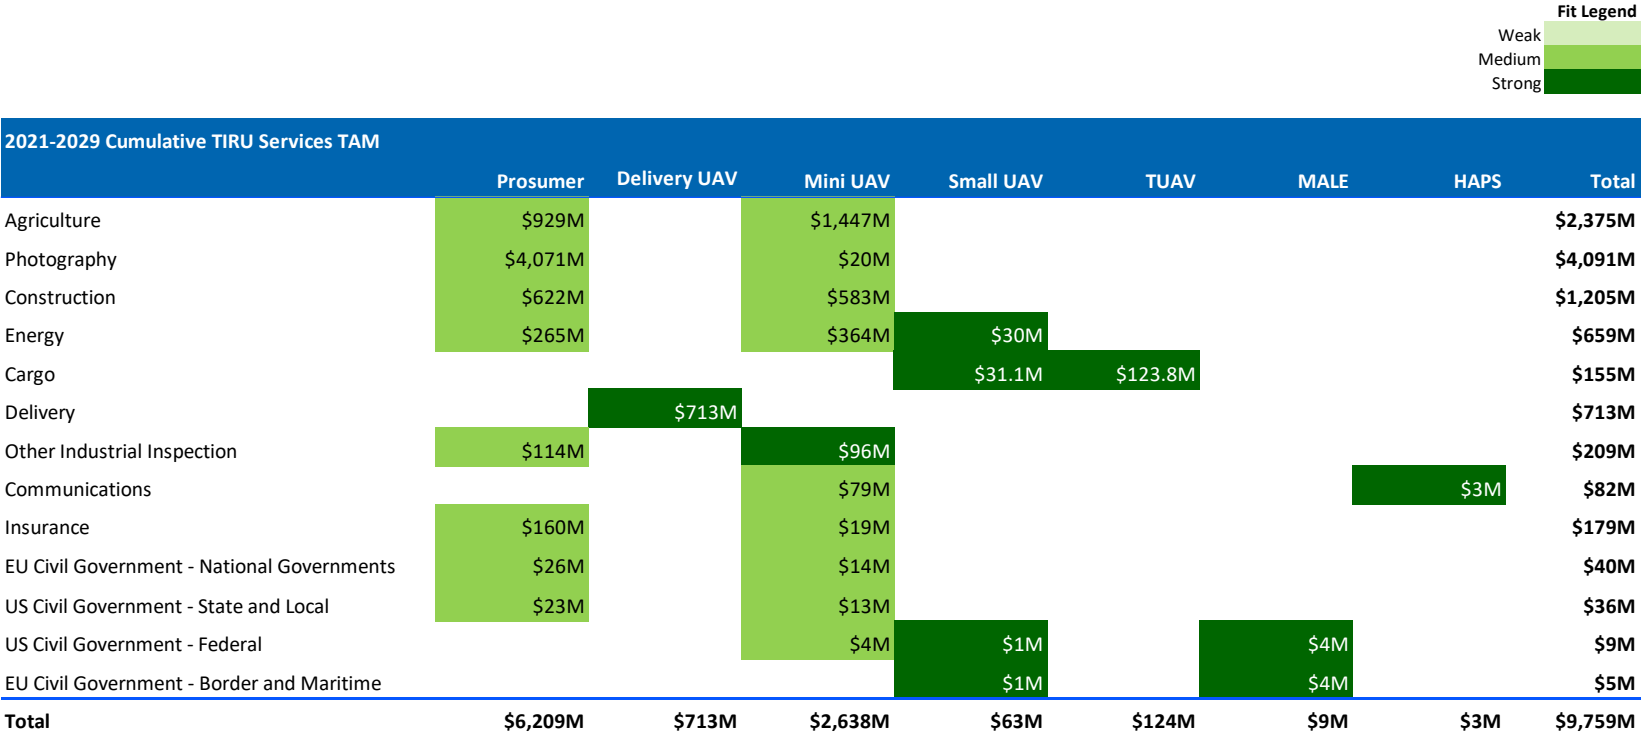 Fit Legend
Weak
Medium
Strong
2021-2029 Cumulative TIRU Services TAM
Prosumer Delivery UAV Mini UAV Small UAV TUAV MALE HAPS Total
Agriculture $929M $1,447M $2,375M
Photography $4,071M $20M $4,091M
Construction $622M $583M $1,205M
Energy $265M $364M $30M $659M
Cargo $31.1M $123.8M $155M
Delivery $713M $713M
Other Industrial Inspection $114M $96M $209M
Communications $79M $3M $82M
Insurance $160M $19M $179M
EU Civil Government - National Governments $26M $14M $40M
US Civil Government - State and Local $23M $13M $36M
US Civil Government - Federal $4M $1M $4M $9M
EU Civil Government - Border and Maritime $1M $4M $5M
Total $6,209M $713M $2,638M $63M $124M $9M $3M $9,759M